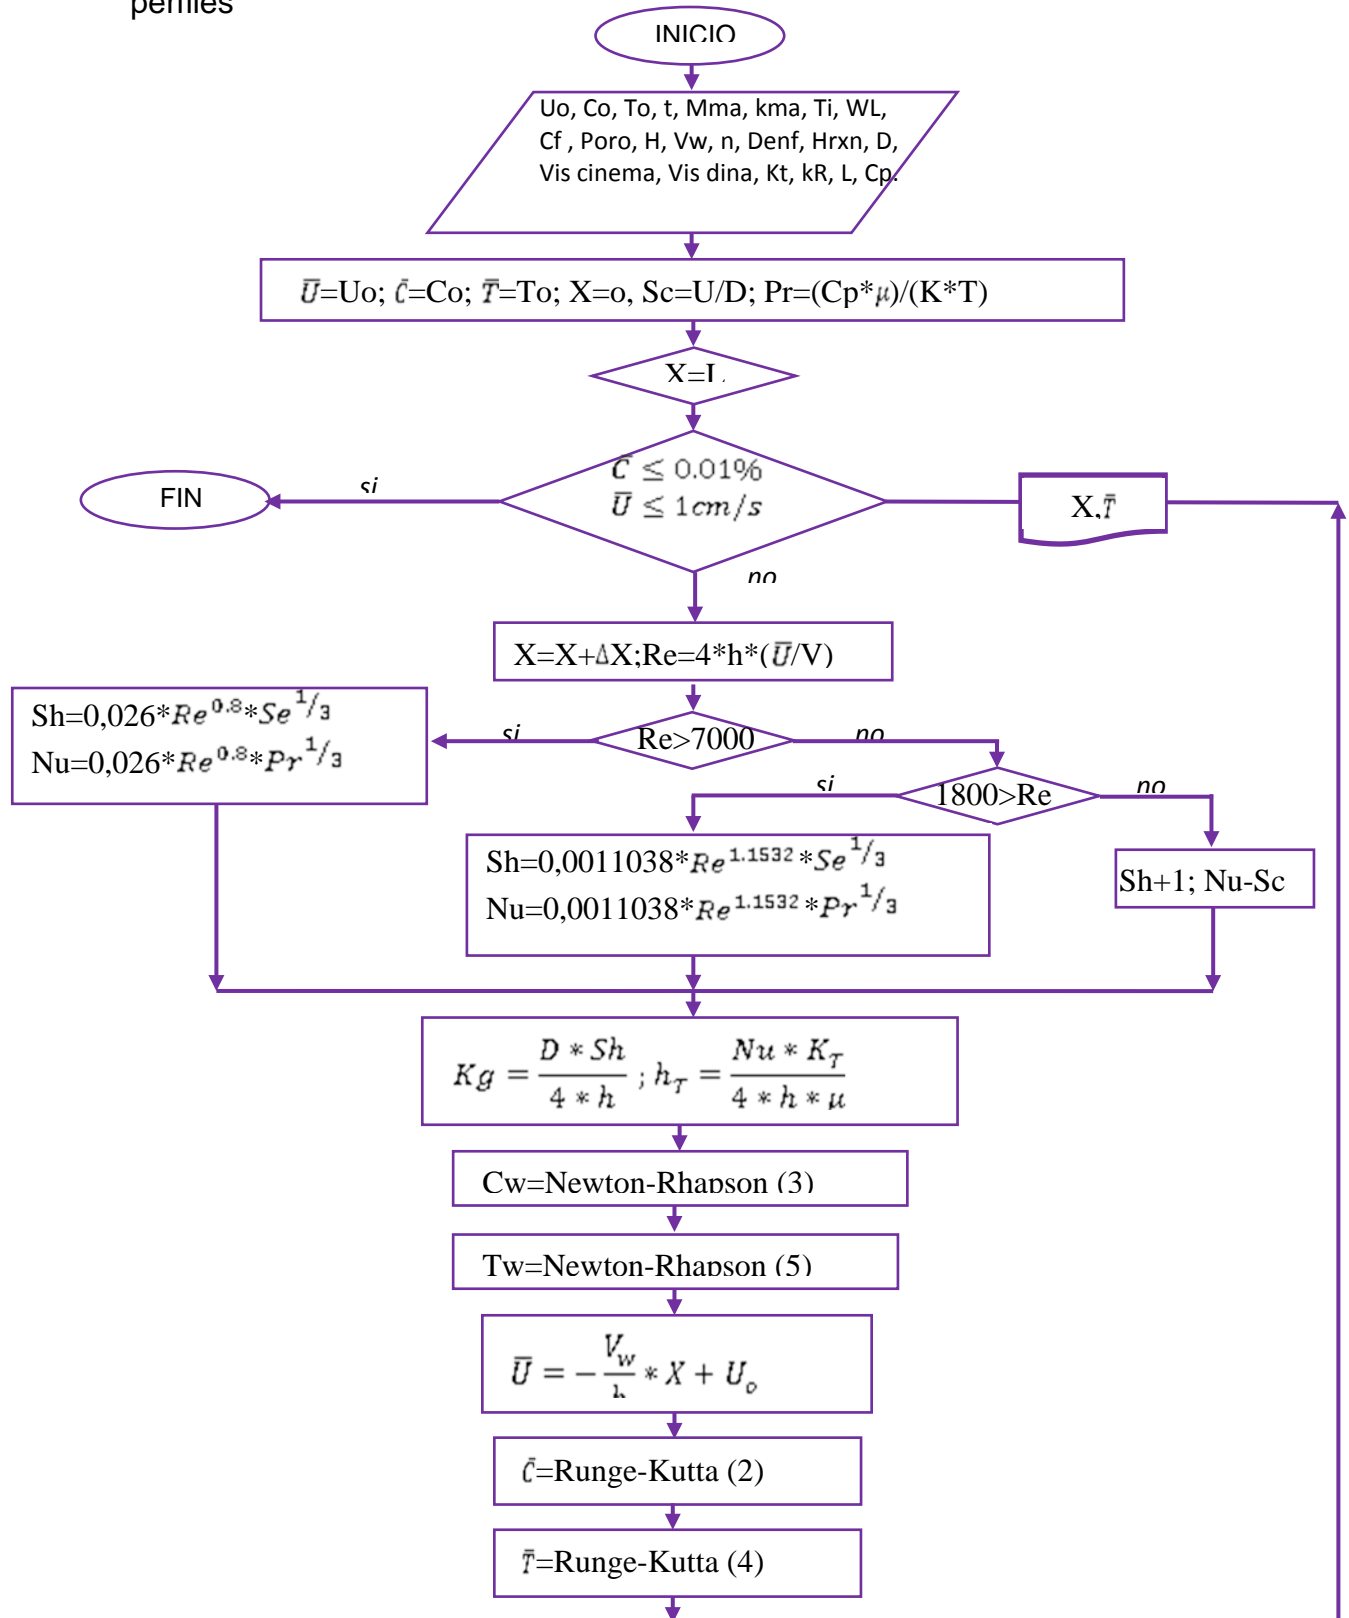 perfiles
INICIO
Uo, Co, To, t, Mma, kma, Ti, WL,
Cf , Poro, H, Vw, n, Denf, Hrxn, D,
Vis cinema, Vis dina, Kt, kR, L, Cp.
U̅=Uo; C̄=Co; T̄=To; X=o, Sc=U/D; Pr=(Cp*μ)/(K*T)
X=L
C̄ ≤ 0.01%
U̅ ≤ 1cm/s
si
FIN
X,T̄
no
X=X+ΔX;Re=4*h*(U̅/V)
Re>7000
si
no
Sh=0,026*Re^0.8*Se^1/3
Nu=0,026*Re^0.8*Pr^1/3
1800>Re
si
no
Sh=0,0011038*Re^1.1532*Se^1/3
Nu=0,0011038*Re^1.1532*Pr^1/3
Sh+1; Nu-Sc
Kg = D * Sh / 4 * h ; h_T = Nu * K_T / 4 * h * μ
Cw=Newton-Rhapson (3)
Tw=Newton-Rhapson (5)
U̅ = − V_w / h * X + U_o
C̄=Runge-Kutta (2)
T̄=Runge-Kutta (4)